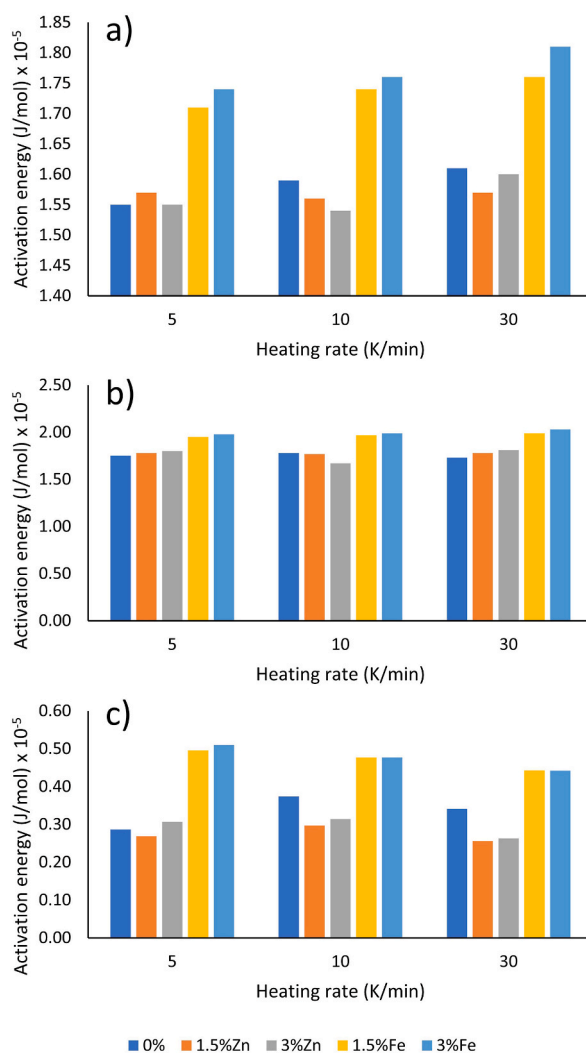 a)
Activation energy (J/mol) x 10⁻⁵
1.85
1.80
1.75
1.70
1.65
1.60
1.55
1.50
1.45
1.40
5 10 30
Heating rate (K/min)
b)
Activation energy (J/mol) x 10⁻⁵
2.50
2.00
1.50
1.00
0.50
0.00
5 10 30
Heating rate (K/min)
c)
Activation energy (J/mol) x 10⁻⁵
0.60
0.50
0.40
0.30
0.20
0.10
0.00
5 10 30
Heating rate (K/min)
0% 1.5%Zn 3%Zn 1.5%Fe 3%Fe